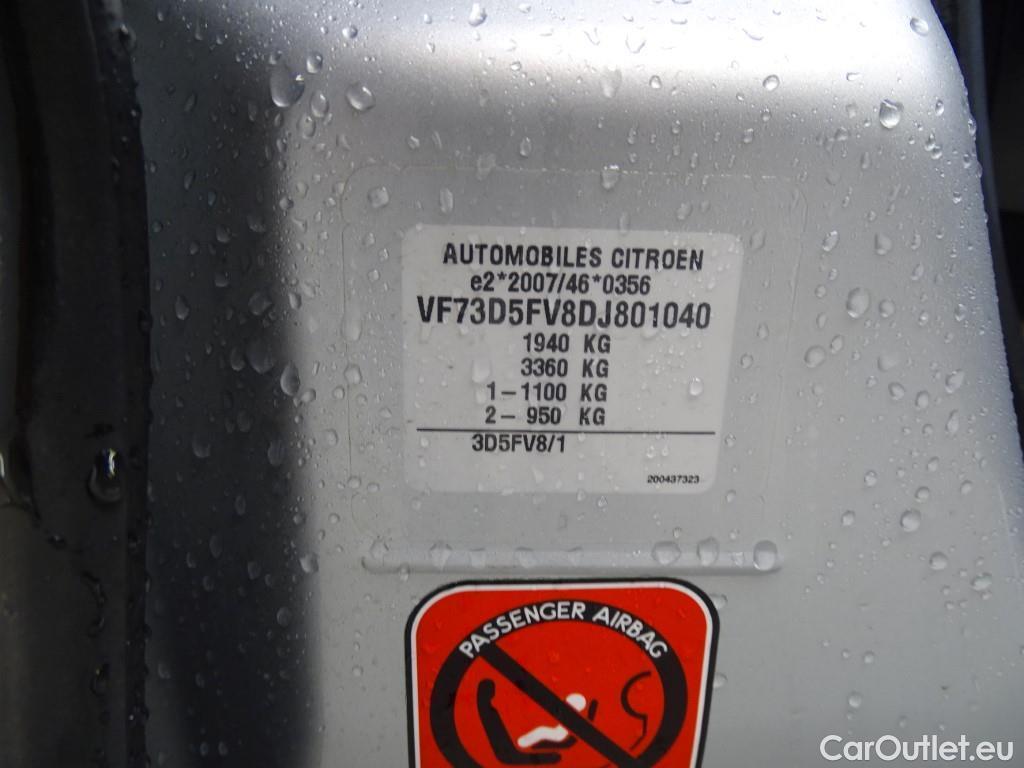 AUTOMOBILES CITROEN
e2*2007/46*0356
VF73D5FV8DJ801040
1940 KG
3360 KG
1-1100 KG
2- 950 KG
3D5FV8/1
200437323
PASSENGER AIRBAG
CarOutlet.eu